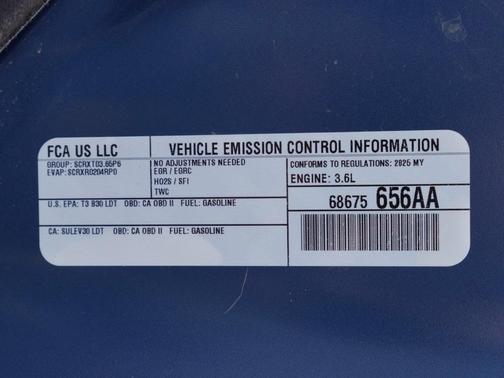 FCA US LLC
VEHICLE EMISSION CONTROL INFORMATION
GROUP: SCRXT03.65P6
EVAP: SCRXR0204RP0
NO ADJUSTMENTS NEEDED
EGR / EGRC
HO2S / SFI
TWC
CONFORMS TO REGULATIONS: 2025 MY
ENGINE: 3.6L
U.S. EPA: T3 B30 LDT OBD: CA OBD II FUEL: GASOLINE
68675 656AA
CA: SULEV30 LDT OBD: CA OBD II FUEL: GASOLINE